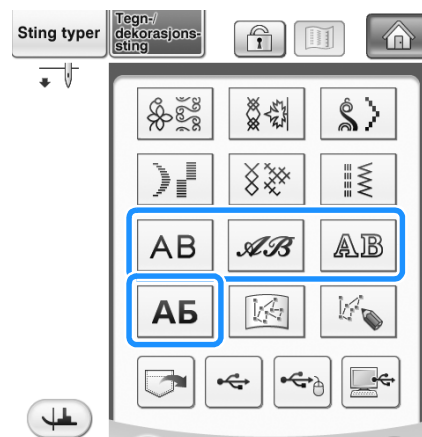 Sting typer
Tegn-/
dekorasjons-
sting
AB
AB
AB
АБ